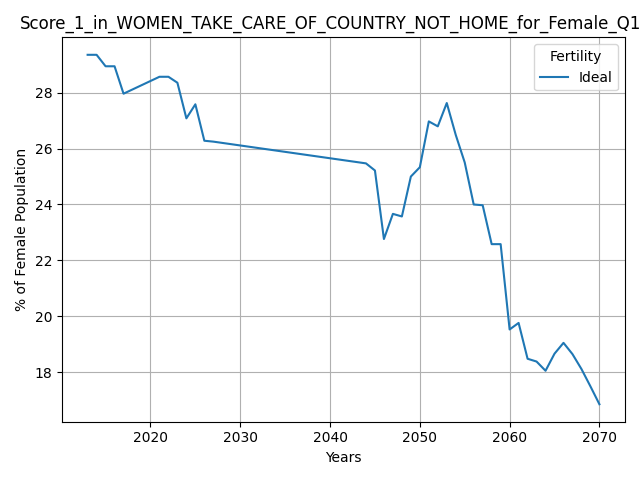 Score_1_in_WOMEN_TAKE_CARE_OF_COUNTRY_NOT_HOME_for_Female_Q1
Fertility
Ideal
% of Female Population
28
26
24
22
20
18
2020 2030 2040 2050 2060 2070
Years